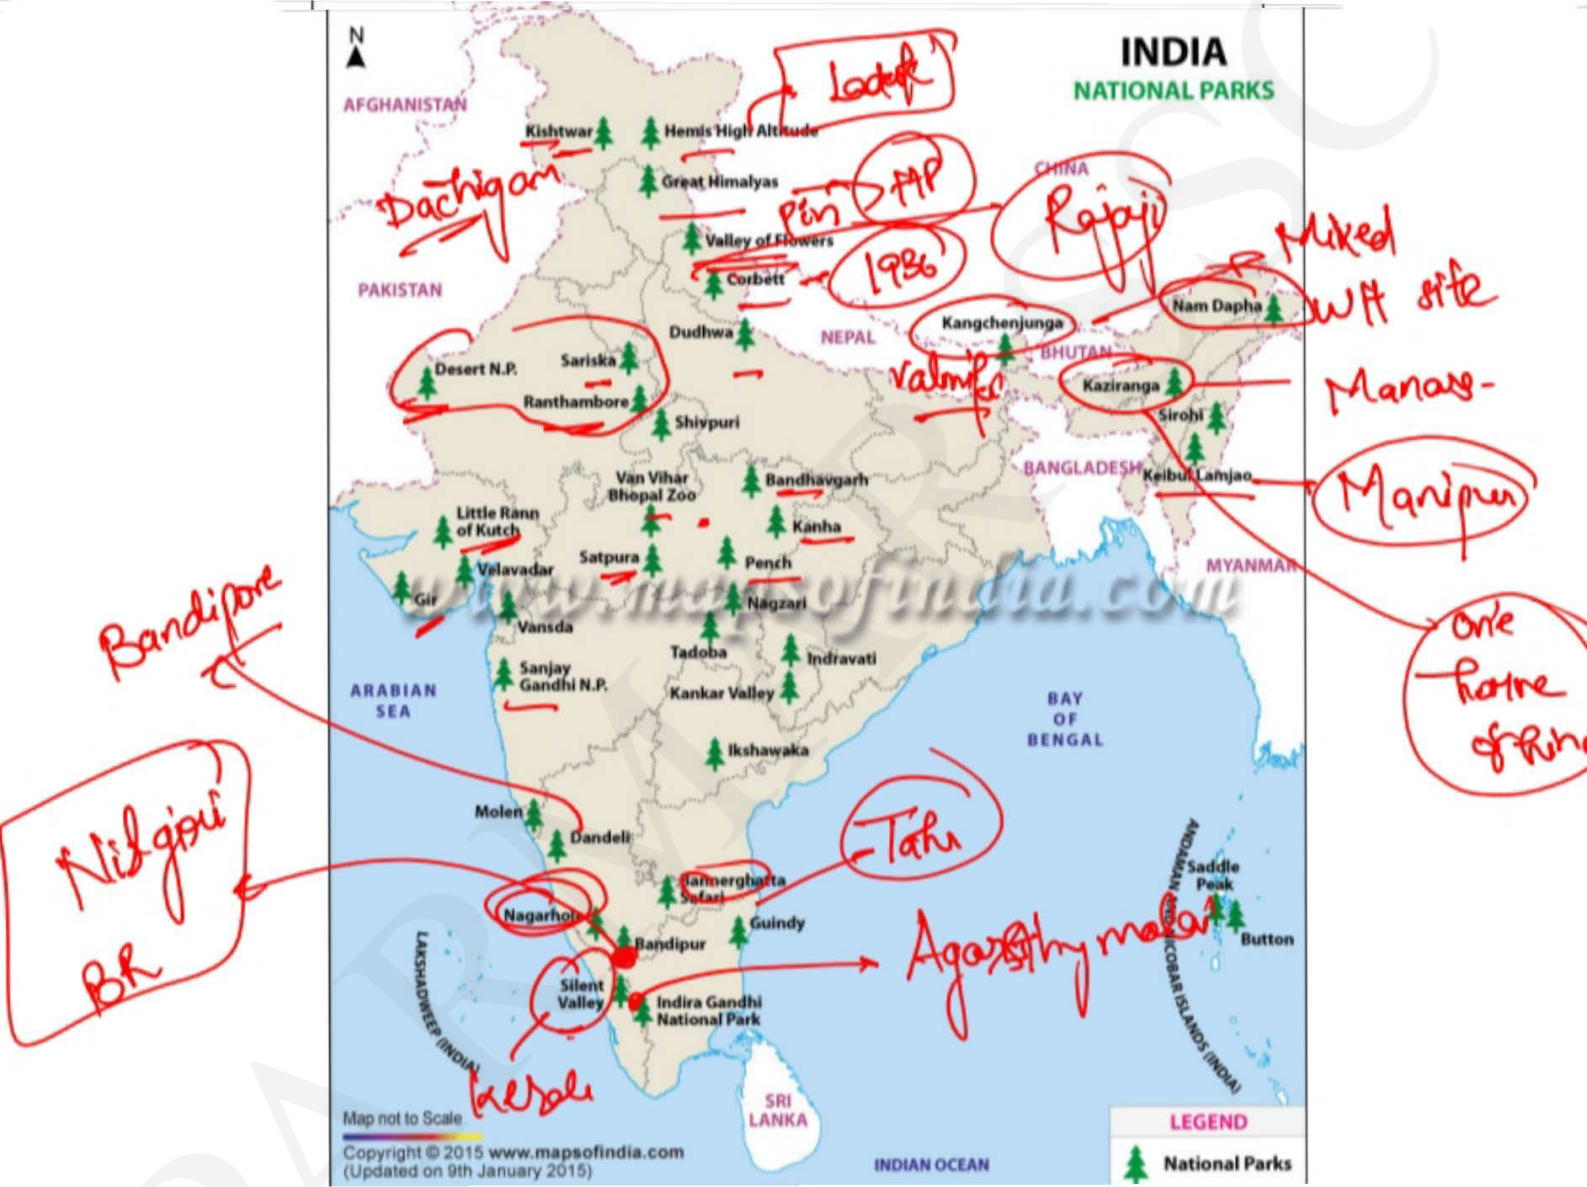 N
INDIA
NATIONAL PARKS
AFGHANISTAN
Kishtwar
Hemis High Altitude
Great Himalyas
CHINA
Dachigam
Pin
Rajaji
Valley of Flowers
Mixed
1936
Corbett
PAKISTAN
Nam Dapha
WH site
Kangchenjunga
Dudhwa
NEPAL
BHUTAN
Sariska
Desert N.P.
Kaziranga
Manas-
Ranthambore
Sirohi
Shivpuri
BANGLADESH
Keibul Lamjao
Manipur
Van Vihar
Bhopal Zoo
Bandhavgarh
Little Rann
of Kutch
Kanha
Satpura
Pench
Velavadar
MYANMAR
www.mapsofindia.com
Bandipore
Gir
Nagzari
Vansda
one
Tadoba
Indravati
home
Sanjay
Gandhi N.P.
Kankar Valley
ARABIAN
SEA
BAY
OF
BENGAL
Ikshawaka
Molen
Dandeli
Tahr
Nilgiri
BR
Bannerghatta
Safari
Saddle
Peak
Nagarhole
Guindy
Bandipur
Button
Silent
Valley
Indira Gandhi
National Park
LAKSHADWEEP (INDIA)
ANDAMAN AND NICOBAR ISLANDS (INDIA)
SRI
LANKA
Map not to Scale
LEGEND
Copyright © 2015 www.mapsofindia.com
(Updated on 9th January 2015)
INDIAN OCEAN
National Parks